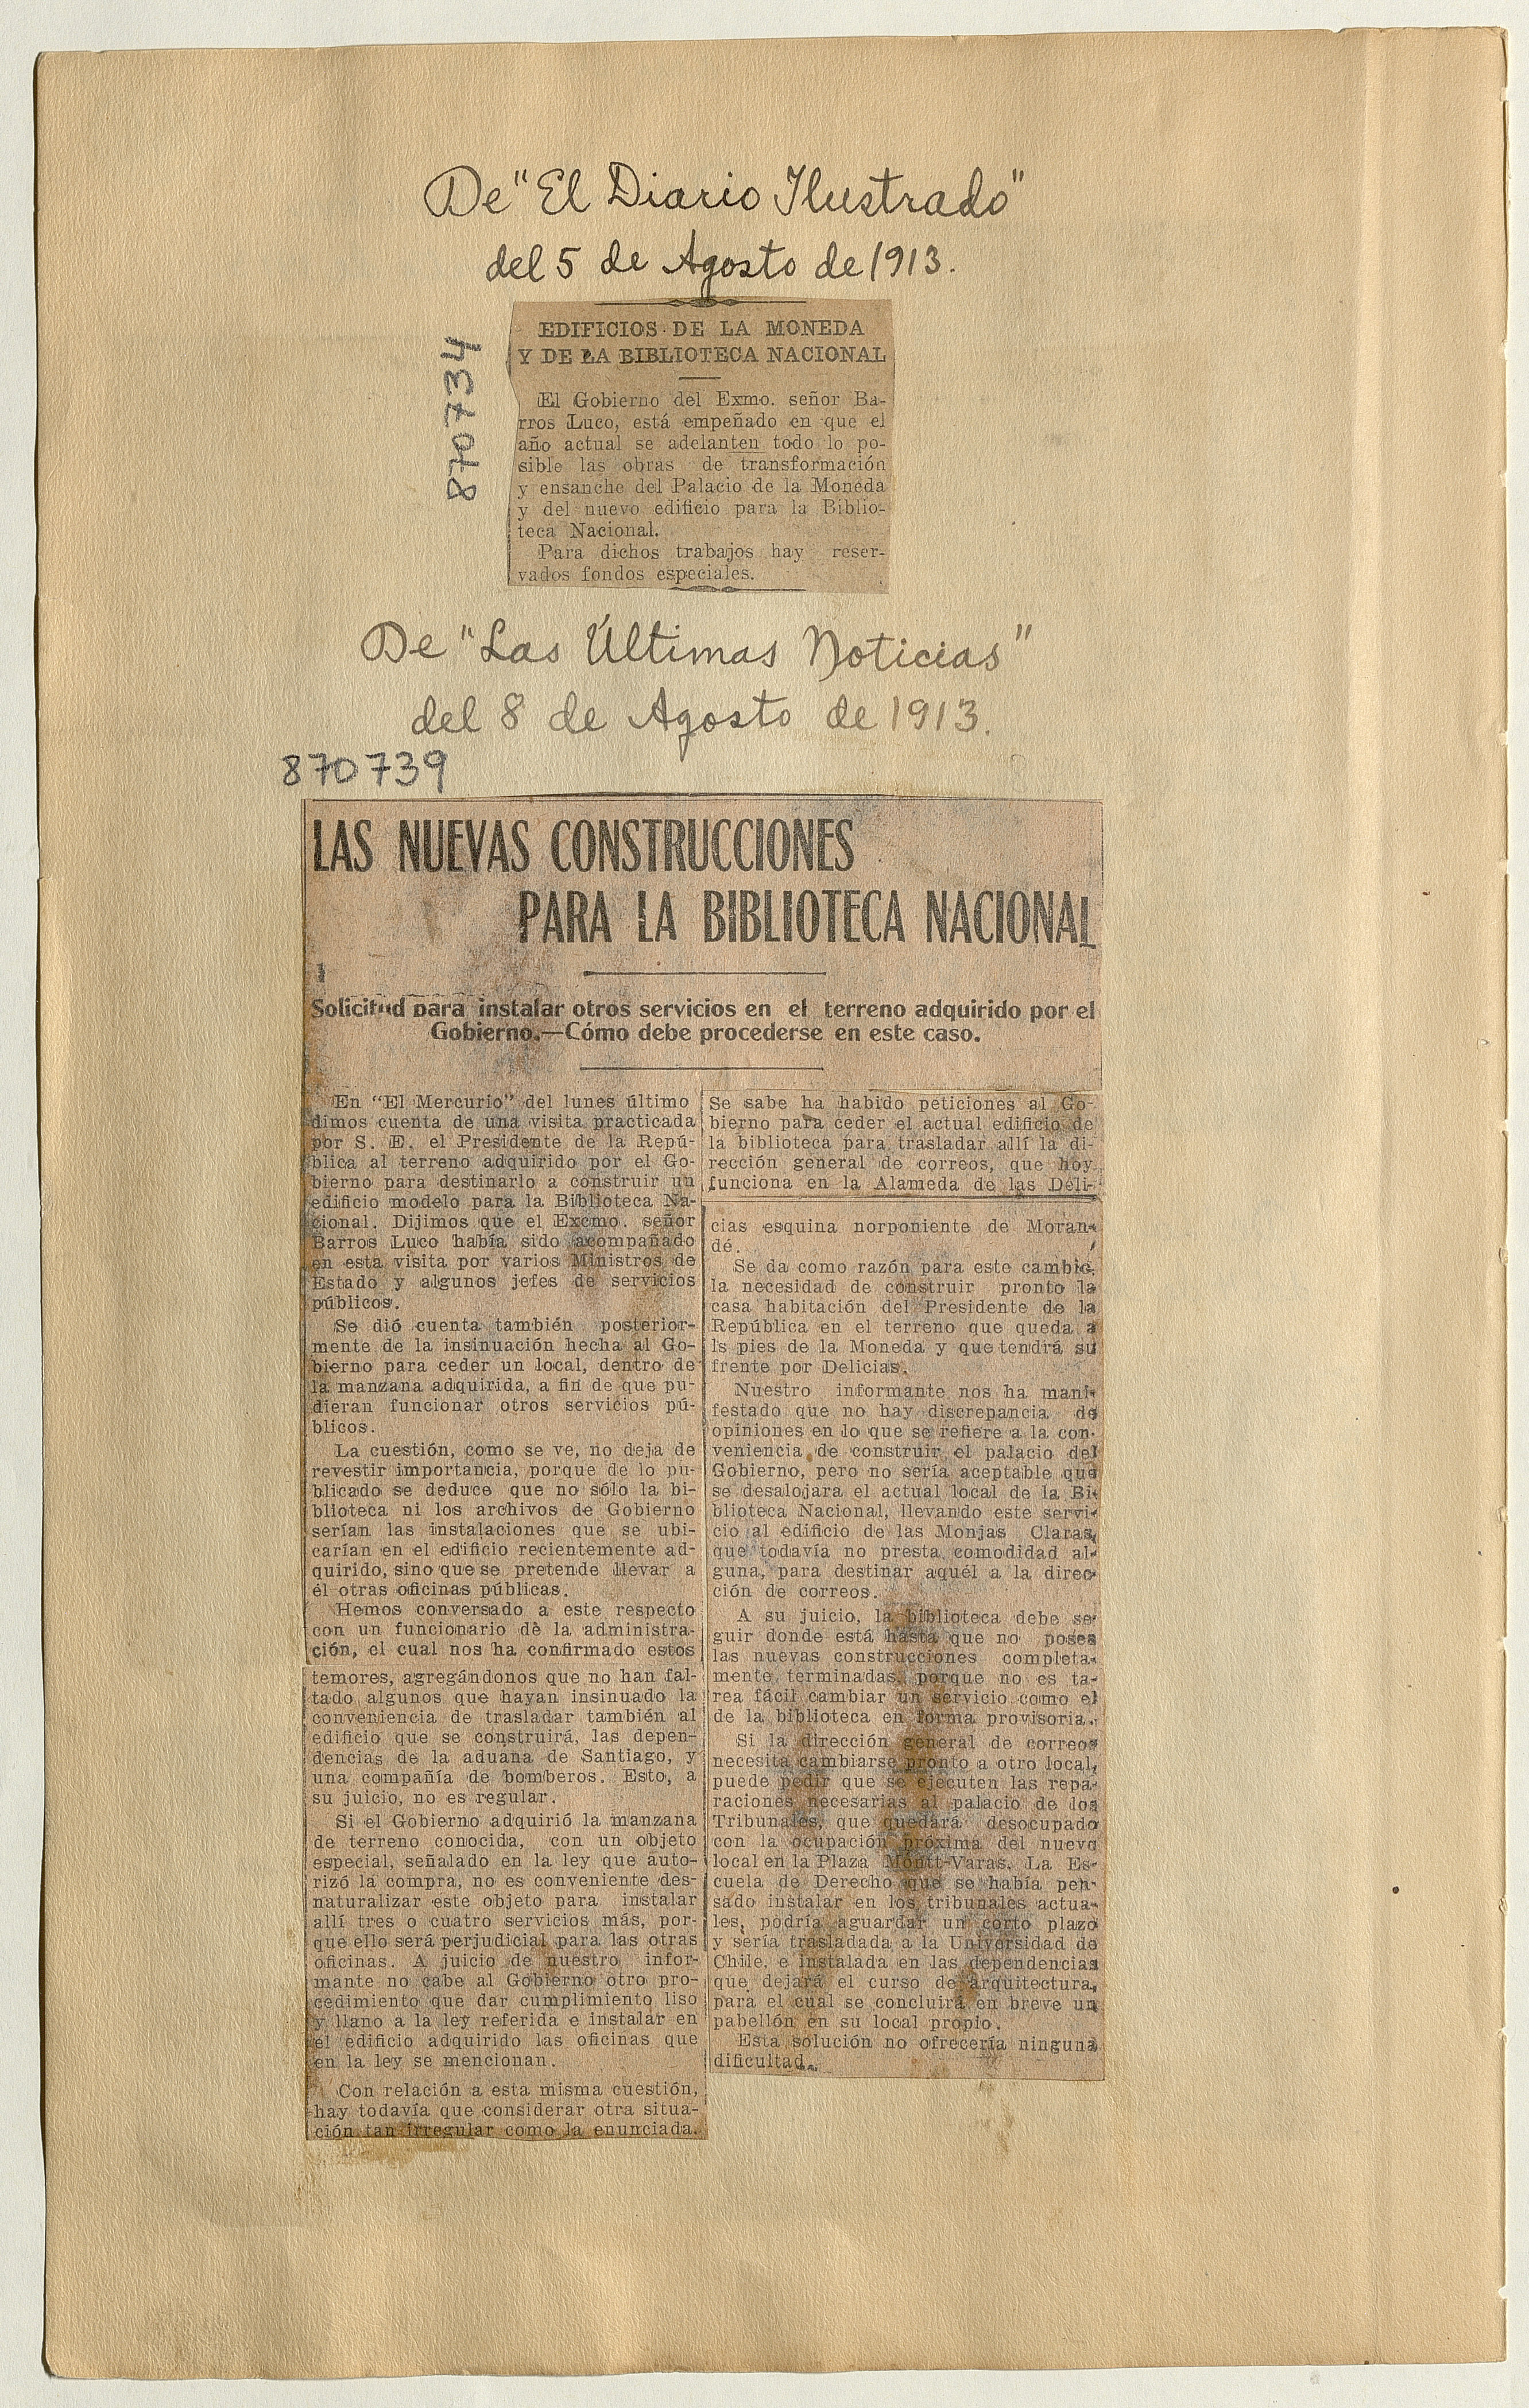 De "El Diario Ilustrado"
del 5 de Agosto de 1913.
870734
EDIFICIOS DE LA MONEDA
Y DE LA BIBLIOTECA NACIONAL
El Gobierno del Exmo. señor Ba-
rros Luco, está empeñado en que el
año actual se adelanten todo lo po-
sible las obras de transformación
y ensanche del Palacio de la Moneda
y del nuevo edificio para la Biblio-
teca Nacional.
Para dichos trabajos hay reser-
vados fondos especiales.
De "Las Últimas Noticias"
del 8 de Agosto de 1913.
870739
LAS NUEVAS CONSTRUCCIONES
PARA LA BIBLIOTECA NACIONAL
Solicitud para instalar otros servicios en el terreno adquirido por el
Gobierno.—Cómo debe procederse en este caso.
En "El Mercurio" del lunes último
dimos cuenta de una visita practicada
por S. E. el Presidente de la Repú-
blica al terreno adquirido por el Go-
bierno para destinarlo a construir un
edificio modelo para la Biblioteca Na-
cional. Dijimos que el Excmo. señor
Barros Luco había sido acompañado
en esta visita por varios Ministros de
Estado y algunos jefes de servicios
públicos.
Se dió cuenta también posterior-
mente de la insinuación hecha al Go-
bierno para ceder un local, dentro de
la manzana adquirida, a fin de que pu-
dieran funcionar otros servicios pú-
blicos.
La cuestión, como se ve, no deja de
revestir importancia, porque de lo pu-
blicado se deduce que no sólo la bi-
blioteca ni los archivos de Gobierno
serían las instalaciones que se ubi-
carían en el edificio recientemente ad-
quirido, sino que se pretende llevar a
él otras oficinas públicas.
Hemos conversado a este respecto
con un funcionario de la administra-
ción, el cual nos ha confirmado estos
temores, agregándonos que no han fal-
tado algunos que hayan insinuado la
conveniencia de trasladar también al
edificio que se construirá, las depen-
dencias de la aduana de Santiago, y
una compañía de bomberos. Esto, a
su juicio, no es regular.
Si el Gobierno adquirió la manzana
de terreno conocida, con un objeto
especial, señalado en la ley que auto-
rizó la compra, no es conveniente des-
naturalizar este objeto para instalar
allí tres o cuatro servicios más, por-
que ello será perjudicial para las otras
oficinas. A juicio de nuestro infor-
mante no cabe al Gobierno otro pro-
cedimiento que dar cumplimiento liso
y llano a la ley referida e instalar en
el edificio adquirido las oficinas que
en la ley se mencionan.
Con relación a esta misma cuestión,
hay todavía que considerar otra situa-
ción tan irregular como la enunciada.
Se sabe ha habido peticiones al Go-
bierno para ceder el actual edificio de
la biblioteca para trasladar allí la di-
rección general de correos, que hoy
funciona en la Alameda de las Deli-
cias esquina norponiente de Moran-
dé.
Se da como razón para este cambio,
la necesidad de construir pronto la
casa habitación del Presidente de la
República en el terreno que queda a
ls pies de la Moneda y que tendrá su
frente por Delicias.
Nuestro informante nos ha mani-
festado que no hay discrepancia de
opiniones en lo que se refiere a la con-
veniencia de construir el palacio del
Gobierno, pero no sería aceptable que
se desalojara el actual local de la Bi-
blioteca Nacional, llevando este servi-
cio al edificio de las Monjas Claras,
que todavía no presta comodidad al-
guna, para destinar aquél a la direc-
ción de correos.
A su juicio, la biblioteca debe se-
guir donde está hasta que no posea
las nuevas construcciones completa-
mente terminadas, porque no es ta-
rea fácil cambiar un servicio como el
de la biblioteca en forma provisoria.
Si la dirección general de correos
necesita cambiarse pronto a otro local,
puede pedir que se ejecuten las repa-
raciones necesarias al palacio de los
Tribunales, que quedará desocupado
con la ocupación próxima del nuevo
local en la Plaza Montt-Varas. La Es-
cuela de Derecho que se había pen-
sado instalar en los tribunales actua-
les, podría aguardar un corto plazo
y sería trasladada a la Universidad de
Chile, e instalada en las dependencias
que dejará el curso de arquitectura,
para el cual se concluirá en breve un
pabellón en su local propio.
Esta solución no ofrecería ninguna
dificultad.